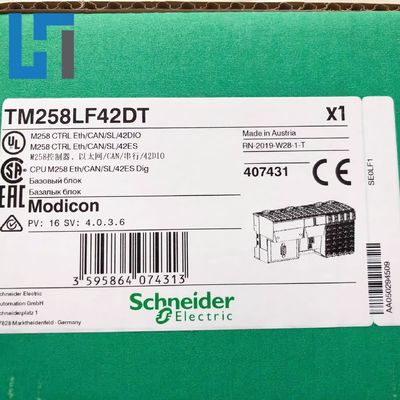 TM258LF42DT
X1
M258 CTRL Eth/CAN/SL/42DIO
M258 CTRL Eth/CAN/SL/42ES
M258控制器，以太网/CAN/串行/42DIO
CPU M258 Eth/CAN/SL/42ES Dig
Базовый блок
Базалык блок
Modicon
PV: 16 SV: 4.0.3.6
Made in Austria
RN-2019-W28-1-T
407431
SE0LF1
3 595864 074313
Schneider Electric
Automation GmbH
Schneiderplatz 1
97828 Marktheidenfeld - Germany
Schneider
Electric
AA050294509